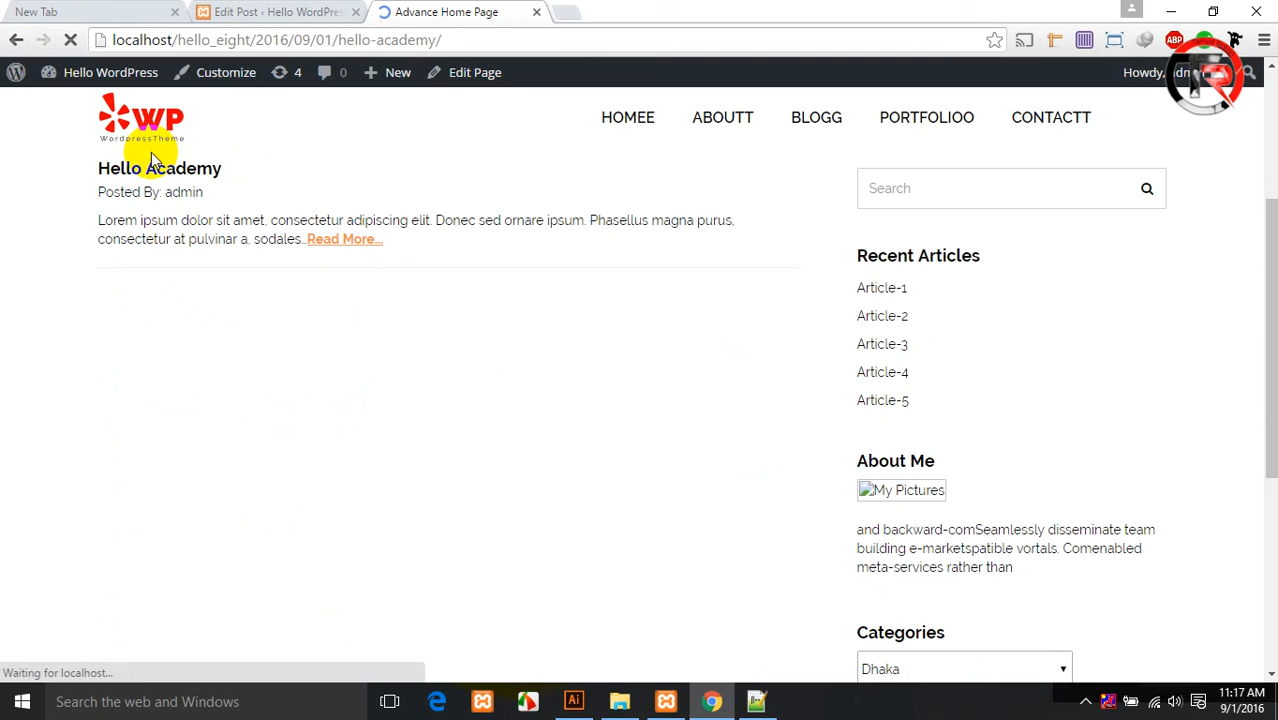 New Tab
Edit Post ‹ Hello WordPres
Advance Home Page
localhost/hello_eight/2016/09/01/hello-academy/
ABP
Hello WordPress
Customize
4
0
New
Edit Page
Howdy,
WP
WordpressTheme
HOMEE
ABOUTT
BLOGG
PORTFOLIOO
CONTACTT
Hello Academy
Posted By: admin
Lorem ipsum dolor sit amet, consectetur adipiscing elit. Donec sed ornare ipsum. Phasellus magna purus,
consectetur at pulvinar a, sodales...Read More...
Search
Recent Articles
Article-1
Article-2
Article-3
Article-4
Article-5
About Me
My Pictures
and backward-comSeamlessly disseminate team
building e-marketspatible vortals. Comenabled
meta-services rather than
Categories
Dhaka
Waiting for localhost...
Search the web and Windows
Ai
11:17 AM
9/1/2016